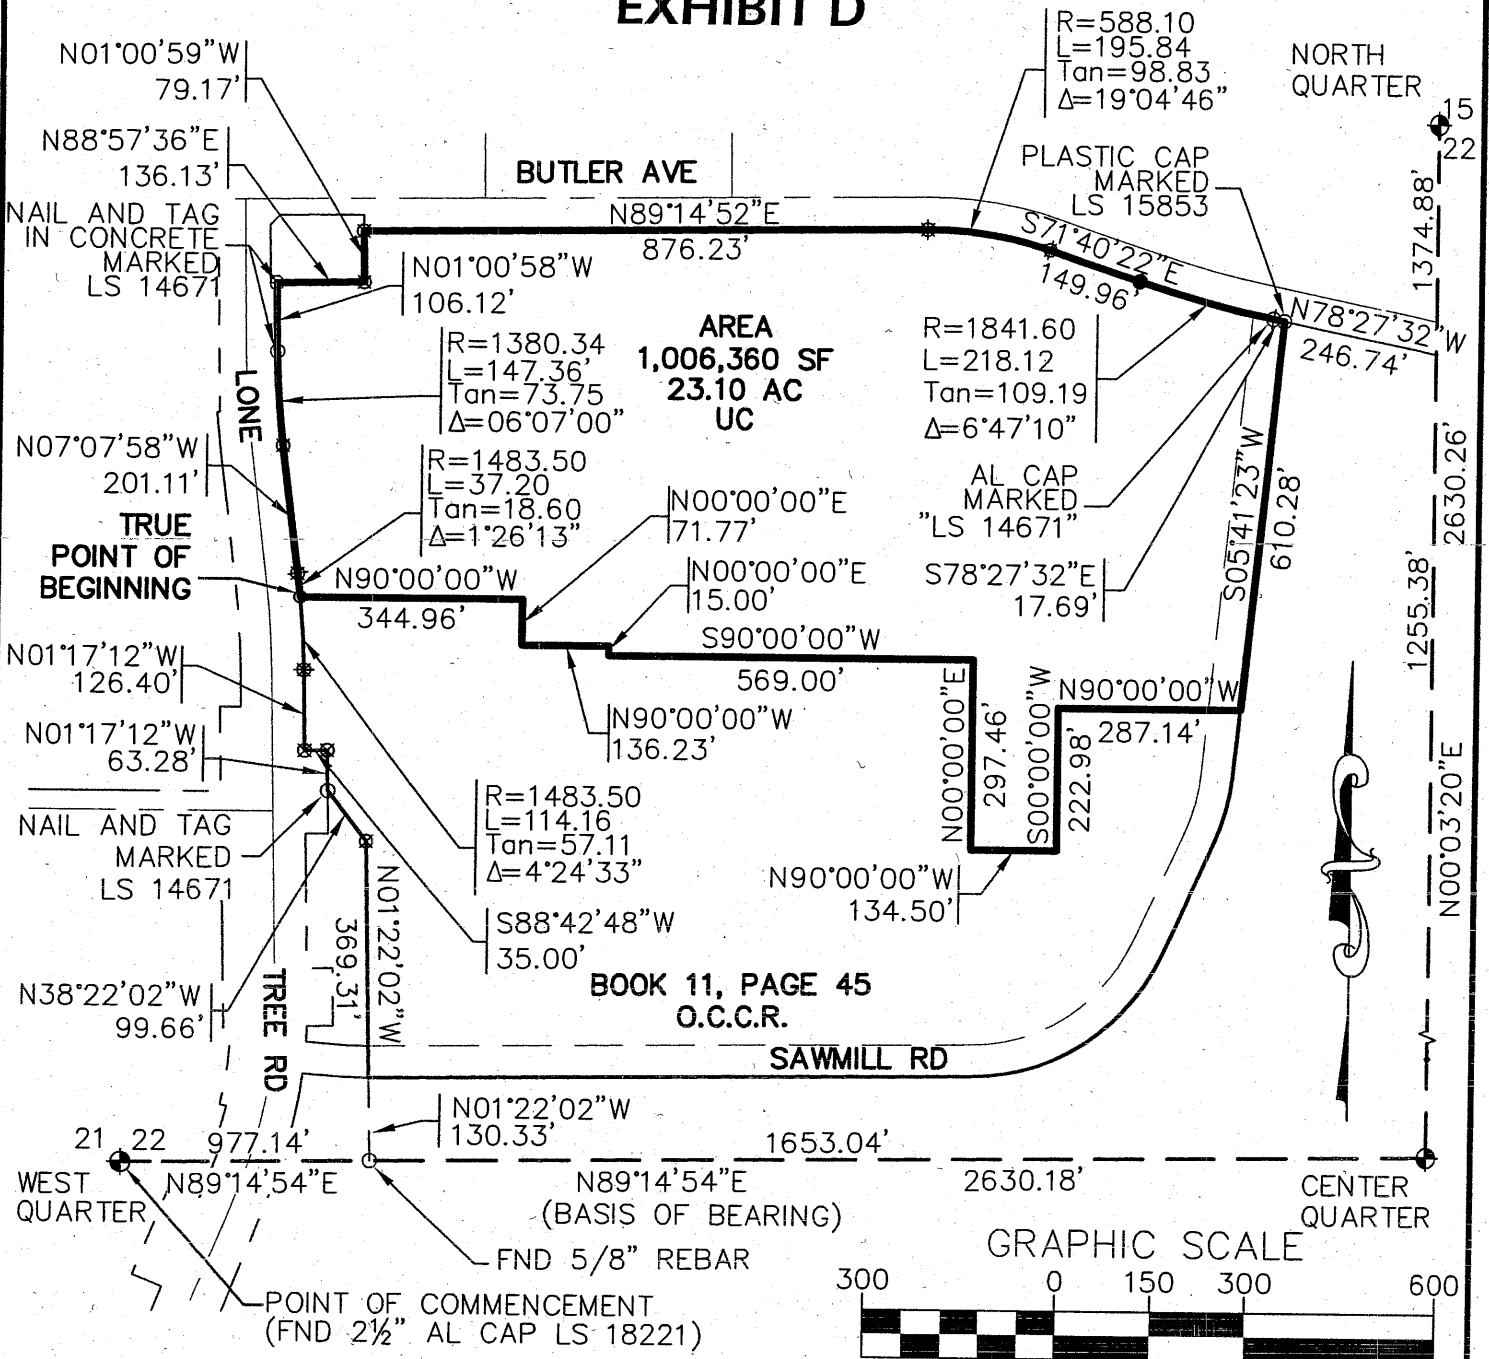 EXHIBIT D
N01°00'59"W
79.17'
N88°57'36"E
136.13'
NAIL AND TAG
IN CONCRETE
MARKED
LS 14671
BUTLER AVE
N89°14'52"E
876.23'
R=588.10
L=195.84
Tan=98.83
Δ=19°04'46"
NORTH
QUARTER
15
22
PLASTIC CAP
MARKED
LS 15853
S71°40'22"E
149.96'
N78°27'32"W
246.74'
1374.88'
N01°00'58"W
106.12'
R=1380.34
L=147.36'
Tan=73.75
Δ=06°07'00"
AREA
1,006,360 SF
23.10 AC
UC
R=1841.60
L=218.12
Tan=109.19
Δ=6°47'10"
LONE
N07°07'58"W
201.11'
R=1483.50
L=37.20
Tan=18.60
Δ=1°26'13"
TRUE
POINT OF
BEGINNING
N90°00'00"W
344.96'
N00°00'00"E
71.77'
N00°00'00"E
15.00'
AL CAP
MARKED
"LS 14671"
S78°27'32"E
17.69'
S05°41'23"W
610.28'
2630.26'
1255.38'
N01°17'12"W
126.40'
N01°17'12"W
63.28'
S90°00'00"W
569.00'
N90°00'00"W
136.23'
N00°00'00"E
297.46'
S00°00'00"W
222.98'
N90°00'00"W
287.14'
N90°00'00"W
134.50'
N00°03'20"E
NAIL AND TAG
MARKED
LS 14671
R=1483.50
L=114.16
Tan=57.11
Δ=4°24'33"
S88°42'48"W
35.00'
N01°22'02"W
369.31'
N38°22'02"W
99.66'
TREE RD
BOOK 11, PAGE 45
O.C.C.R.
SAWMILL RD
N01°22'02"W
130.33'
21 22
977.14'
1653.04'
WEST
QUARTER
N89°14'54"E
N89°14'54"E
(BASIS OF BEARING)
2630.18'
CENTER
QUARTER
FND 5/8" REBAR
POINT OF COMMENCEMENT
(FND 2½" AL CAP LS 18221)
GRAPHIC SCALE
300 0 150 300 600